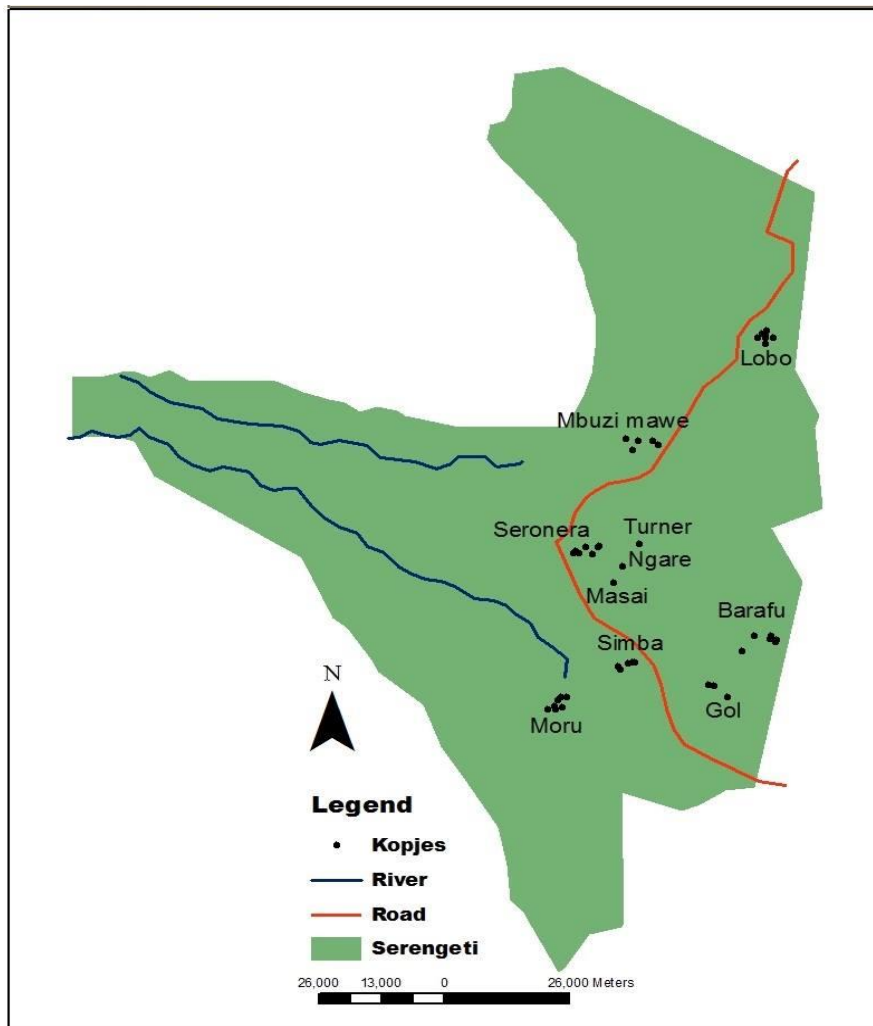 Lobo
Mbuzi mawe
Seronera
Turner
Ngare
Masai
Barafu
Simba
Gol
Moru
N
Legend
Kopjes
River
Road
Serengeti
26,000 13,000 0 26,000 Meters